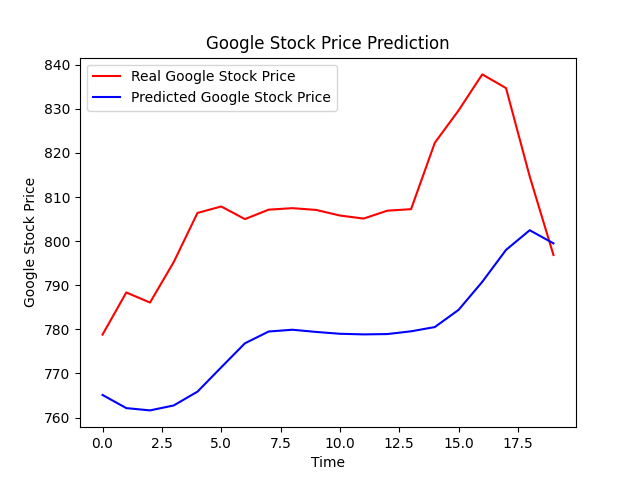 Google Stock Price Prediction
Real Google Stock Price
Predicted Google Stock Price
Google Stock Price
840
830
820
810
800
790
780
770
760
0.0 2.5 5.0 7.5 10.0 12.5 15.0 17.5
Time